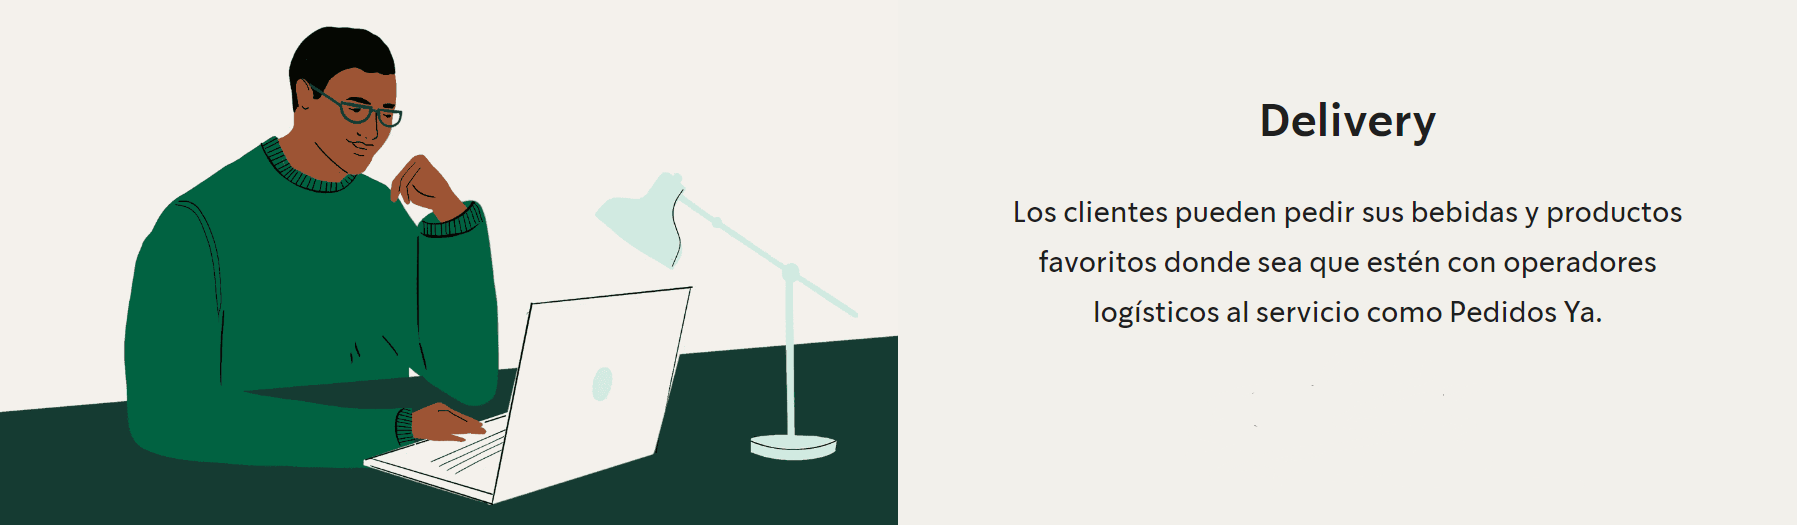 Delivery
Los clientes pueden pedir sus bebidas y productos
favoritos donde sea que estén con operadores
logísticos al servicio como Pedidos Ya.